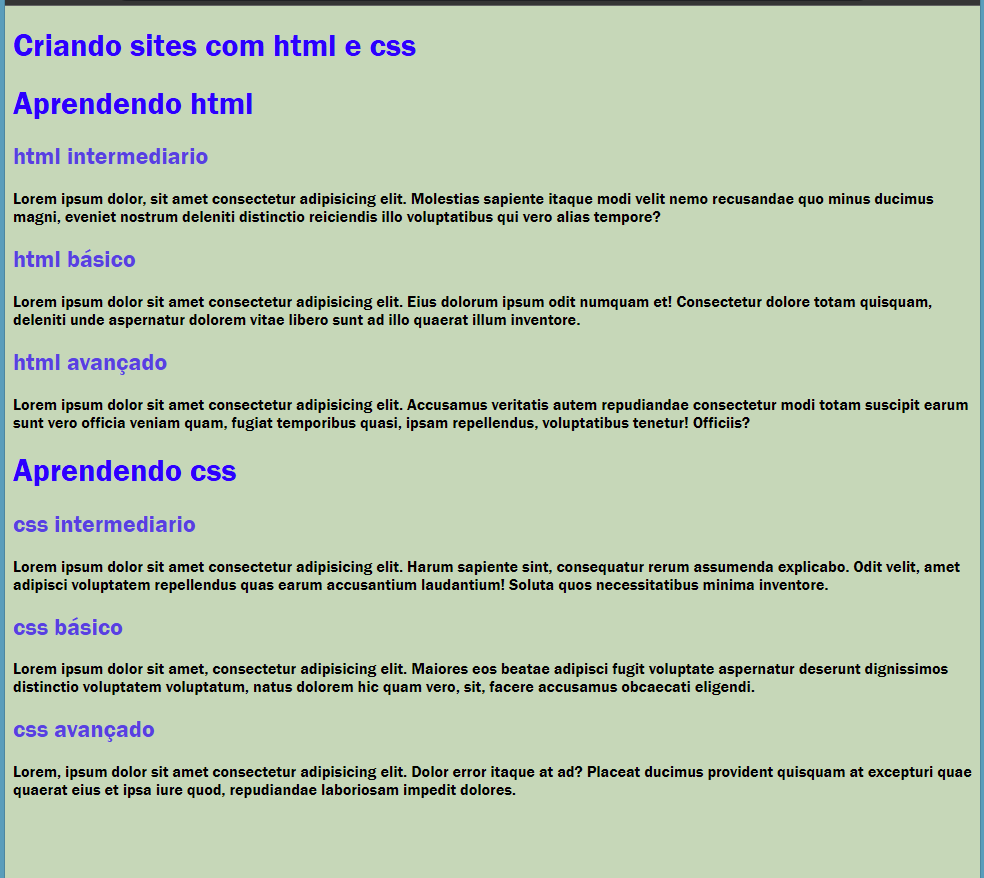 Criando sites com html e css
Aprendendo html
html intermediario
Lorem ipsum dolor, sit amet consectetur adipisicing elit. Molestias sapiente itaque modi velit nemo recusandae quo minus ducimus
magni, eveniet nostrum deleniti distinctio reiciendis illo voluptatibus qui vero alias tempore?
html básico
Lorem ipsum dolor sit amet consectetur adipisicing elit. Eius dolorum ipsum odit numquam et! Consectetur dolore totam quisquam,
deleniti unde aspernatur dolorem vitae libero sunt ad illo quaerat illum inventore.
html avançado
Lorem ipsum dolor sit amet consectetur adipisicing elit. Accusamus veritatis autem repudiandae consectetur modi totam suscipit earum
sunt vero officia veniam quam, fugiat temporibus quasi, ipsam repellendus, voluptatibus tenetur! Officiis?
Aprendendo css
css intermediario
Lorem ipsum dolor sit amet consectetur adipisicing elit. Harum sapiente sint, consequatur rerum assumenda explicabo. Odit velit, amet
adipisci voluptatem repellendus quas earum accusantium laudantium! Soluta quos necessitatibus minima inventore.
css básico
Lorem ipsum dolor sit amet, consectetur adipisicing elit. Maiores eos beatae adipisci fugit voluptate aspernatur deserunt dignissimos
distinctio voluptatem voluptatum, natus dolorem hic quam vero, sit, facere accusamus obcaecati eligendi.
css avançado
Lorem, ipsum dolor sit amet consectetur adipisicing elit. Dolor error itaque at ad? Placeat ducimus provident quisquam at excepturi quae
quaerat eius et ipsa iure quod, repudiandae laboriosam impedit dolores.